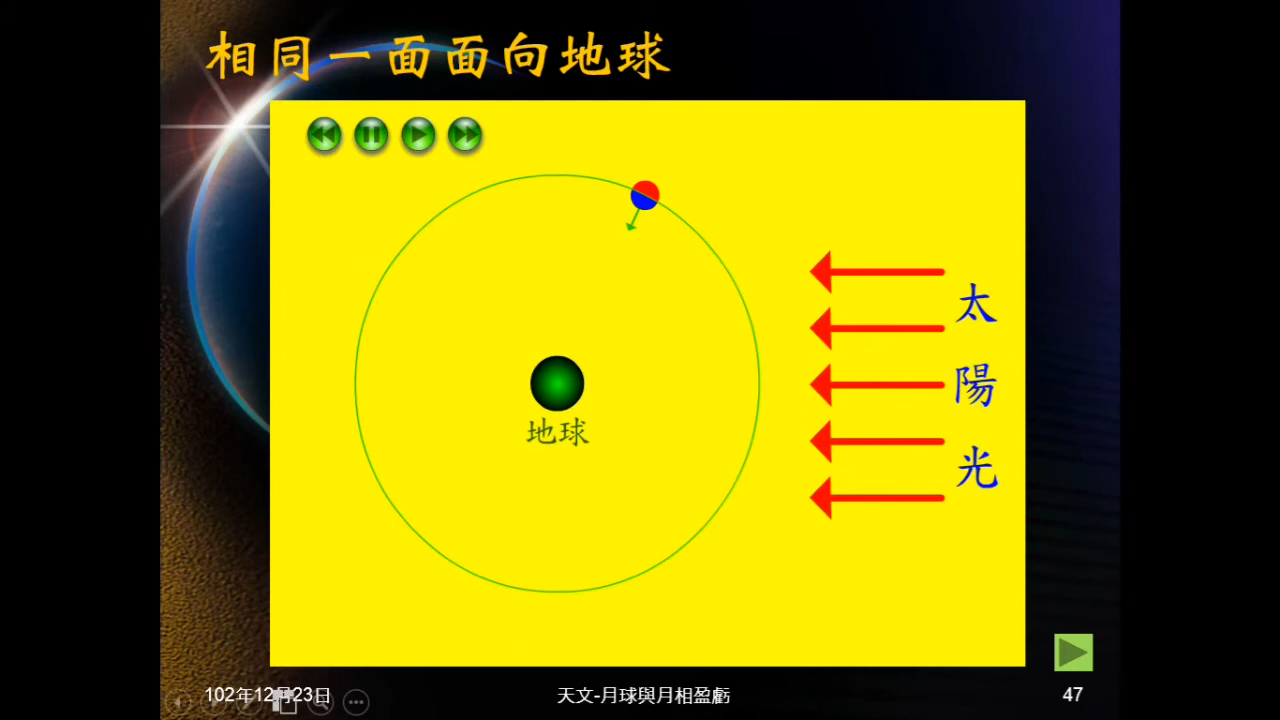 相同一面面向地球
地球
太
陽
光
102年12月23日
天文-月球與月相盈虧
47